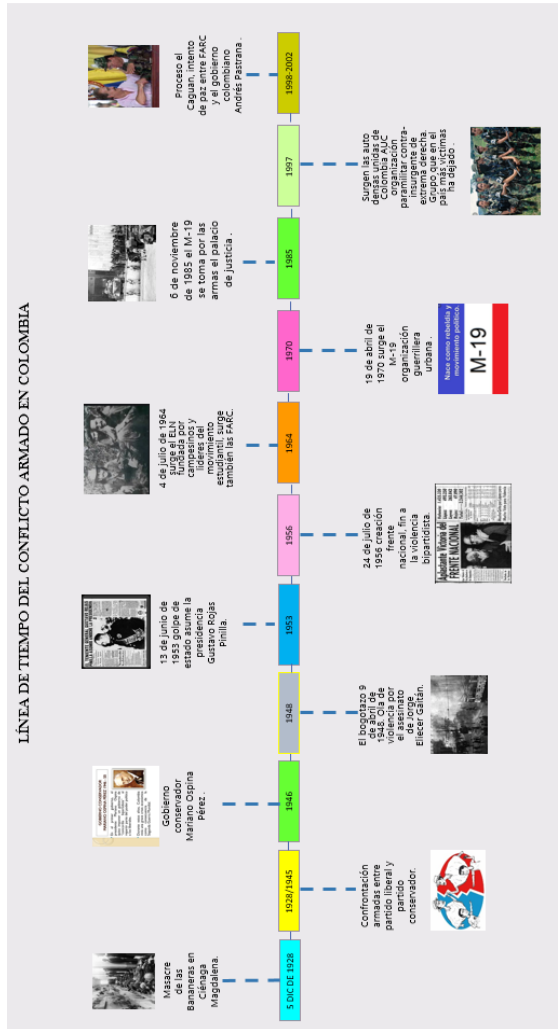 LÍNEA DE TIEMPO DEL CONFLICTO ARMADO EN COLOMBIA
5 DIC DE 1928
Masacre
de las
Bananeras en
Ciénaga
Magdalena.
1928/1945
Confrontación
armadas entre
partido liberal y
partido
conservador.
1946
Gobierno
conservador
Mariano Ospina
Pérez .
1948
El bogotazo 9
de abril de
1948. Ola de
violencia por
el asesinato
de Jorge
Eliecer Gaitán.
1953
13 de junio de
1953 golpe de
estado asume la
presidencia
Gustavo Rojas
Pinilla.
1956
24 de julio de
1956 creación
frente
nacional, fin a
la violencia
bipartidista.
Aplastante Victoria del
FRENTE NACIONAL
1964
4 de julio de 1964
surge el ELN
fundada por
campesinos y
lideres del
movimiento
estudiantil, surge
también las FARC.
1970
19 de abril de
1970 surge el
M-19
organización
guerrillera
urbana .
Nace como rebeldía y
movimiento político.
M-19
1985
6 de noviembre
de 1985 el M-19
se toma por las
armas el palacio
de justicia .
1997
Surgen las auto
densas unidas de
Colombia AUC
organización
paramilitar contra-
insurgente de
extrema derecha.
Grupo que en el
país más víctimas
ha dejado .
1998-2002
Proceso el
Caguan, intento
de paz entre FARC
y el gobierno
colombiano
Andrés Pastrana .